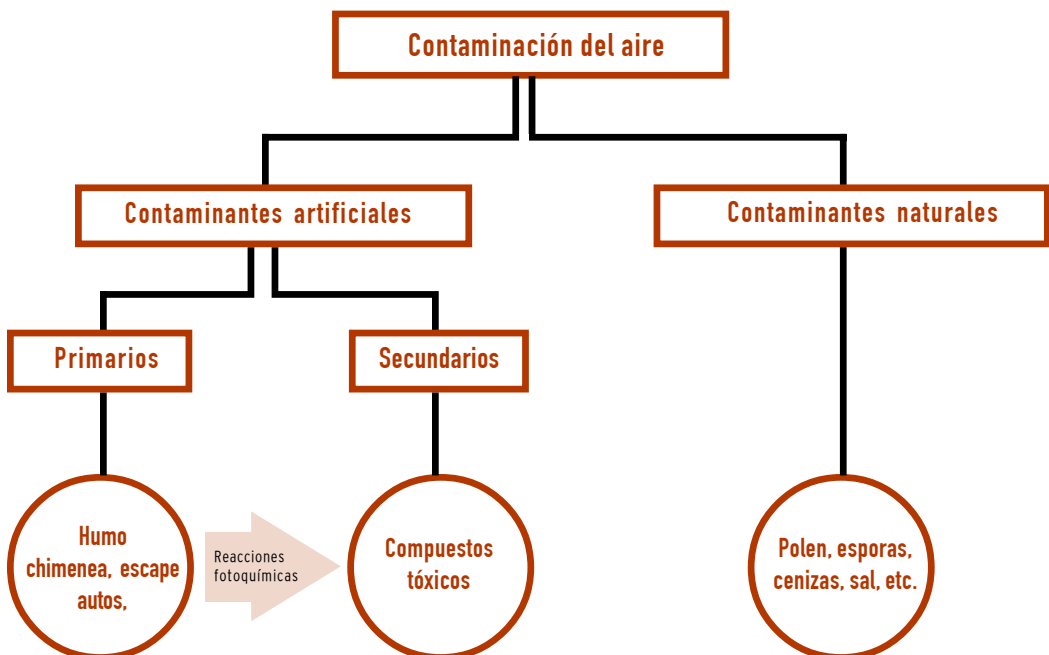 Contaminación del aire
Contaminantes artificiales
Contaminantes naturales
Primarios
Secundarios
Humo
chimenea, escape
autos,
Reacciones
fotoquímicas
Compuestos
tóxicos
Polen, esporas,
cenizas, sal, etc.